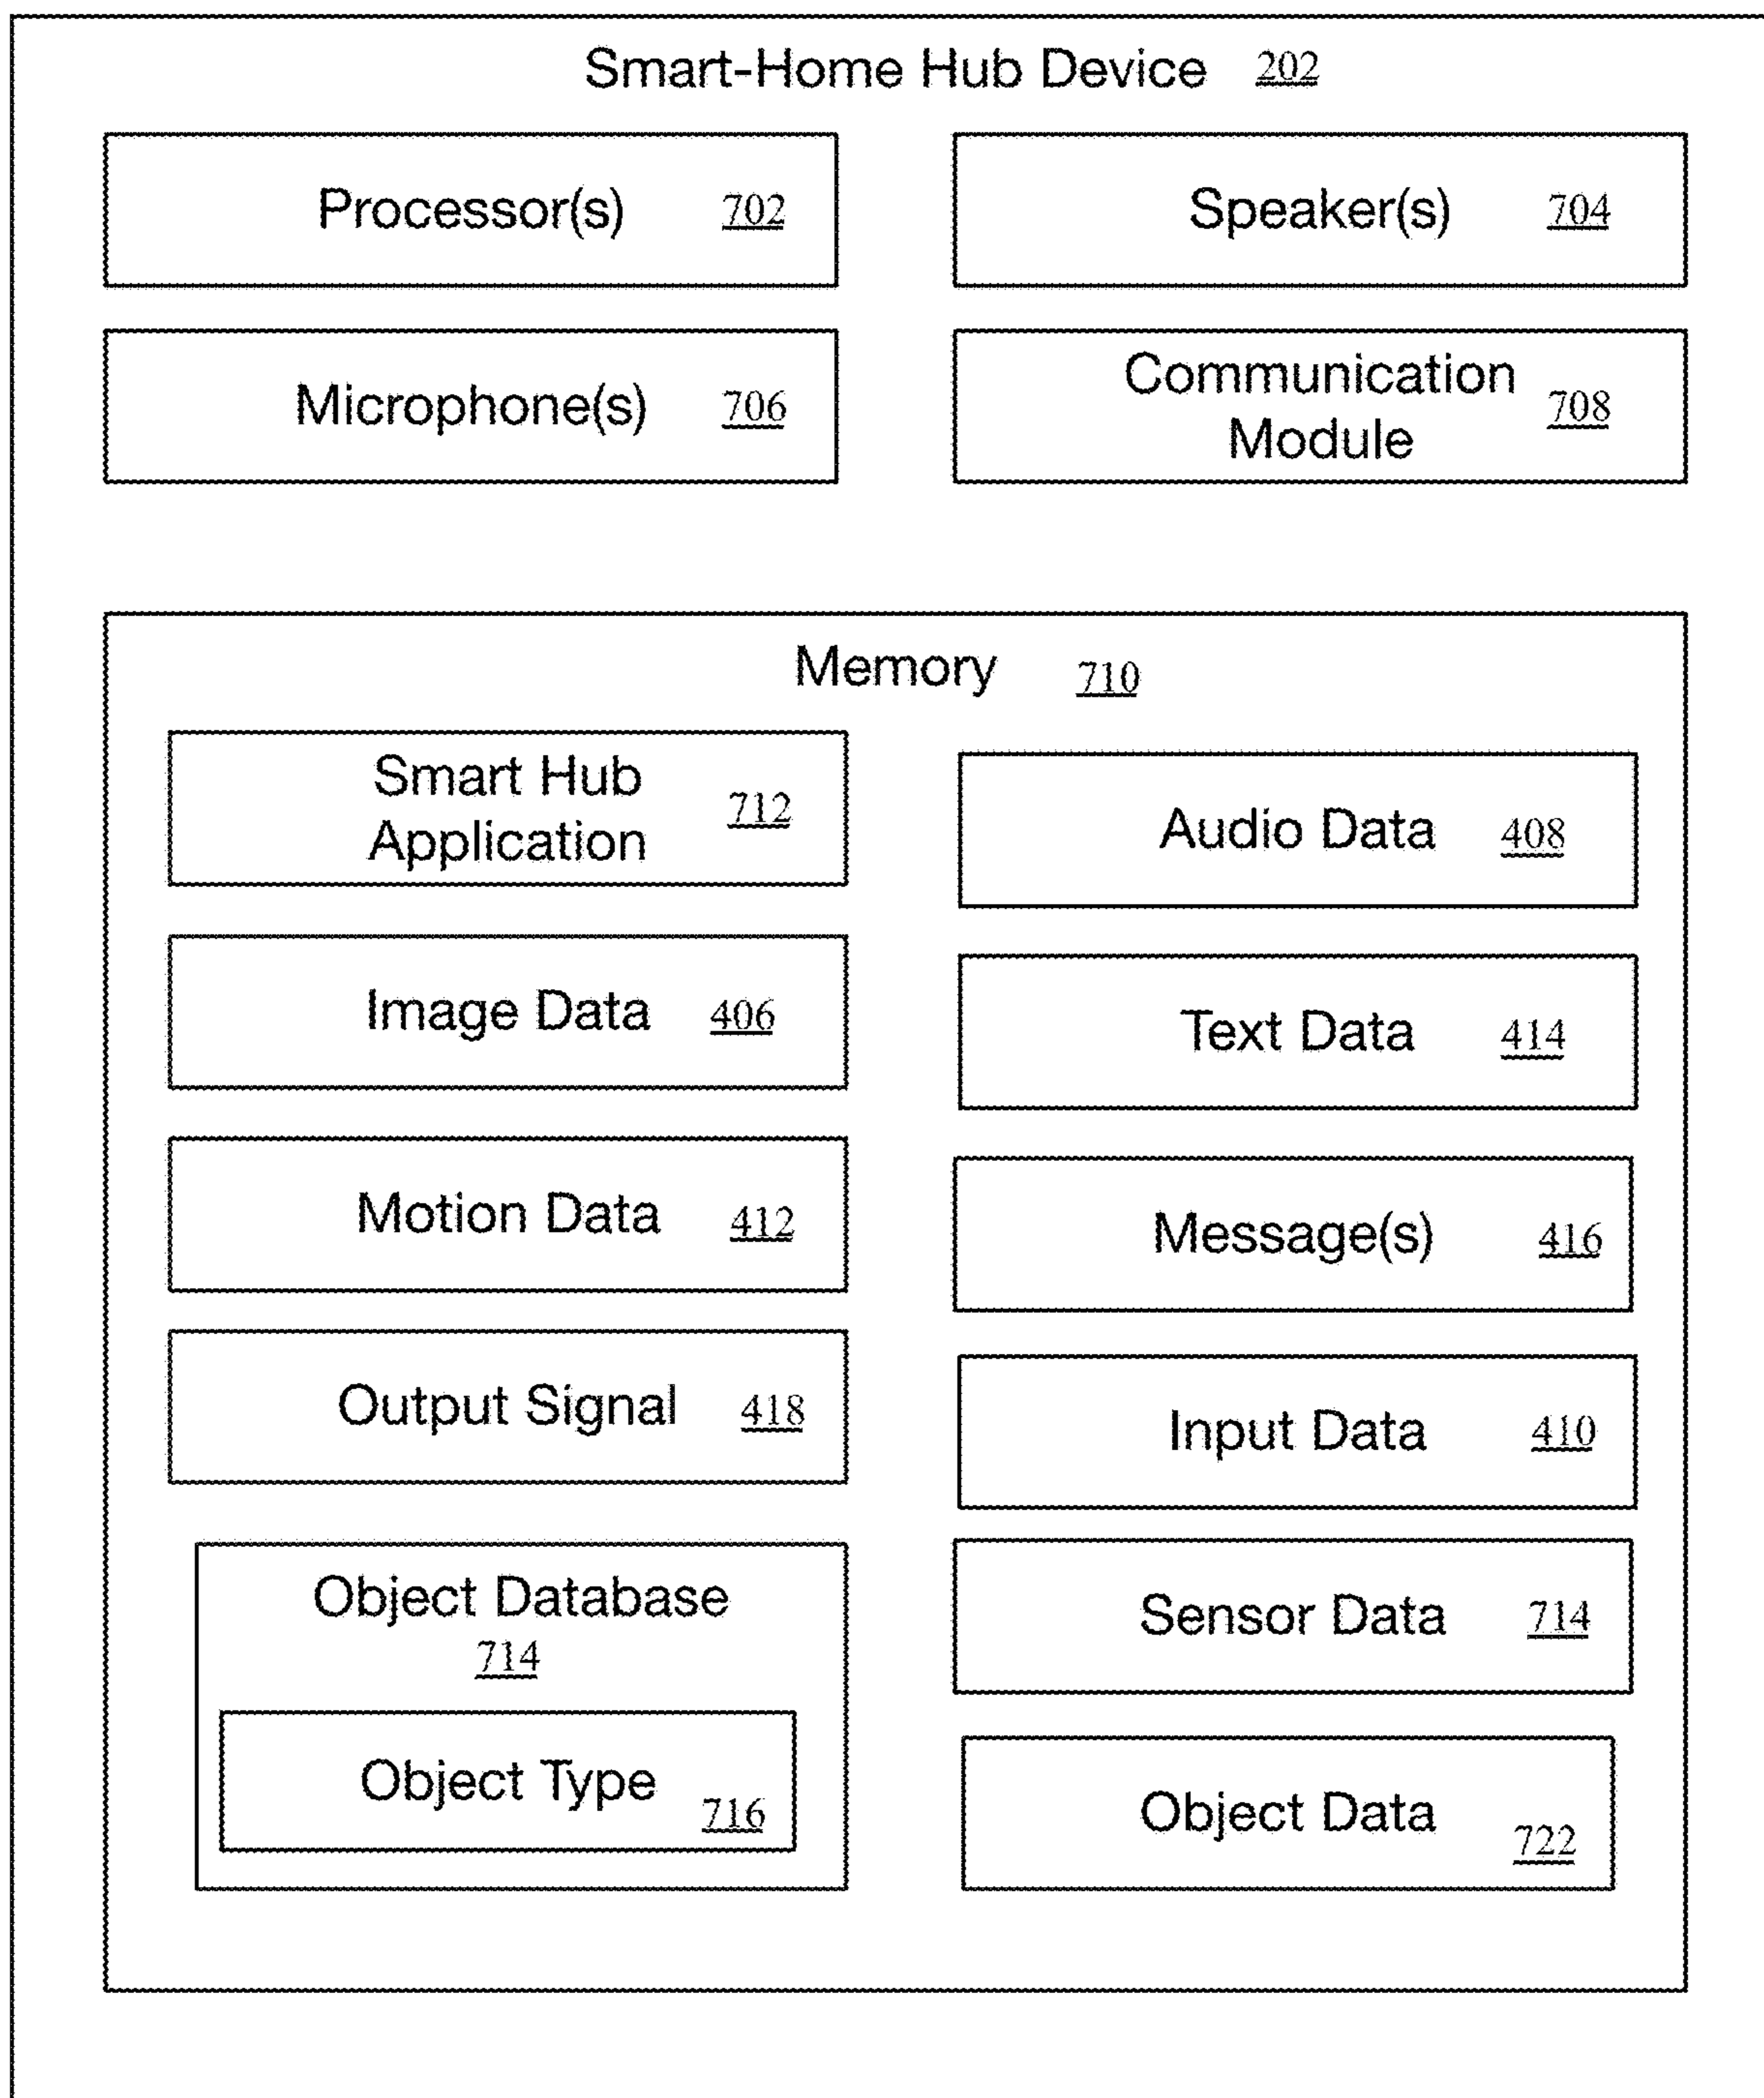 Smart-Home Hub Device 202
Processor(s) 702
Speaker(s) 704
Microphone(s) 706
Communication
Module 708
Memory 710
Smart Hub
Application 712
Audio Data 408
Image Data 406
Text Data 414
Motion Data 412
Message(s) 416
Output Signal 418
Input Data 410
Object Database
714
Sensor Data 714
Object Type 716
Object Data 722